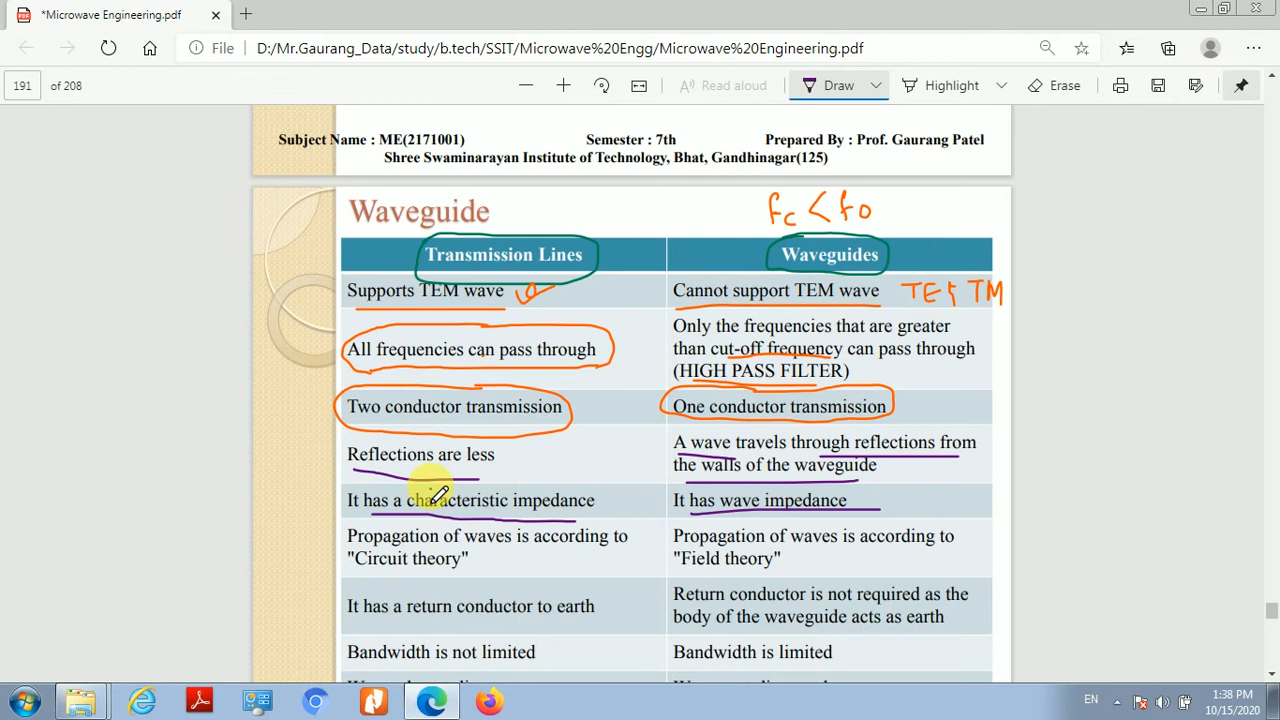 *Microwave Engineering.pdf
File
D:/Mr.Gaurang_Data/study/b.tech/SSIT/Microwave%20Engg/Microwave%20Engineering.pdf
191 of 208
Read aloud
Draw
Highlight
Erase
Subject Name : ME(2171001) Semester : 7th Prepared By : Prof. Gaurang Patel
Shree Swaminarayan Institute of Technology, Bhat, Gandhinagar(125)
Waveguide
fc < fo
Transmission Lines
Waveguides
Supports TEM wave
Cannot support TEM wave
TE & TM
All frequencies can pass through
Only the frequencies that are greater
than cut-off frequency can pass through
(HIGH PASS FILTER)
Two conductor transmission
One conductor transmission
Reflections are less
A wave travels through reflections from
the walls of the waveguide
It has a characteristic impedance
It has wave impedance
Propagation of waves is according to
"Circuit theory"
Propagation of waves is according to
"Field theory"
It has a return conductor to earth
Return conductor is not required as the
body of the waveguide acts as earth
Bandwidth is not limited
Bandwidth is limited
EN
1:38 PM
10/15/2020